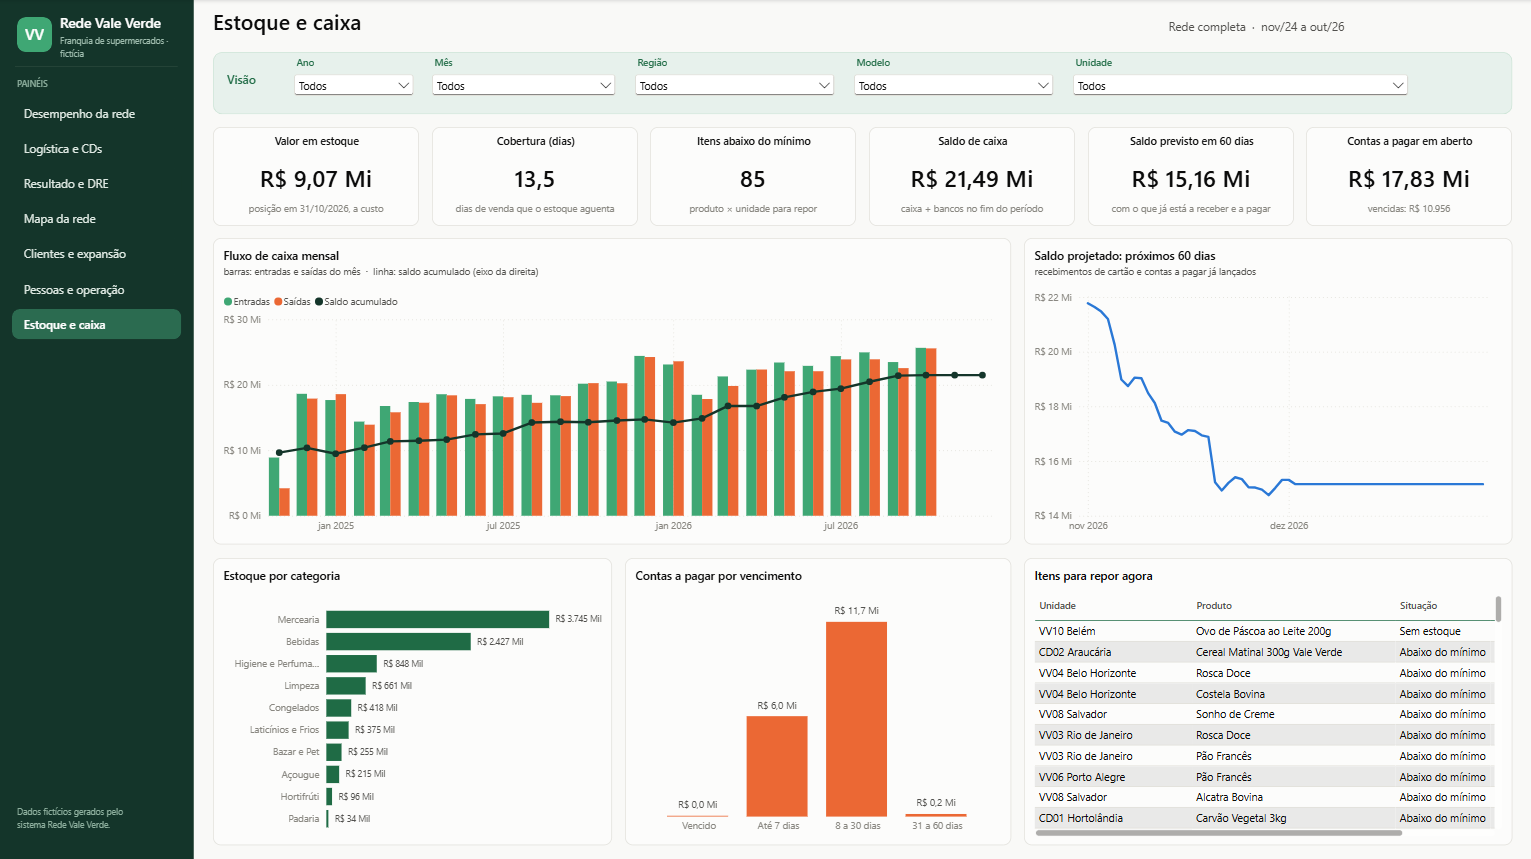 VV
Rede Vale Verde
Franquia de supermercados ·
fictícia
PAINÉIS
Desempenho da rede
Logística e CDs
Resultado e DRE
Mapa da rede
Clientes e expansão
Pessoas e operação
Estoque e caixa
Dados fictícios gerados pelo
sistema Rede Vale Verde.
Estoque e caixa
Rede completa · nov/24 a out/26
Visão
Ano
Todos
Mês
Todos
Região
Todos
Modelo
Todos
Unidade
Todos
Valor em estoque
R$ 9,07 Mi
posição em 31/10/2026, a custo
Cobertura (dias)
13,5
dias de venda que o estoque aguenta
Itens abaixo do mínimo
85
produto × unidade para repor
Saldo de caixa
R$ 21,49 Mi
caixa + bancos no fim do período
Saldo previsto em 60 dias
R$ 15,16 Mi
com o que já está a receber e a pagar
Contas a pagar em aberto
R$ 17,83 Mi
vencidas: R$ 10.956
Fluxo de caixa mensal
barras: entradas e saídas do mês · linha: saldo acumulado (eixo da direita)
Entradas Saídas Saldo acumulado
R$ 30 Mi
R$ 20 Mi
R$ 10 Mi
R$ 0 Mi
jan 2025 jul 2025 jan 2026 jul 2026
Saldo projetado: próximos 60 dias
recebimentos de cartão e contas a pagar já lançados
R$ 22 Mi
R$ 20 Mi
R$ 18 Mi
R$ 16 Mi
R$ 14 Mi
nov 2026 dez 2026
Estoque por categoria
Mercearia R$ 3.745 Mil
Bebidas R$ 2.427 Mil
Higiene e Perfuma... R$ 848 Mil
Limpeza R$ 661 Mil
Congelados R$ 418 Mil
Laticínios e Frios R$ 375 Mil
Bazar e Pet R$ 255 Mil
Açougue R$ 215 Mil
Hortifrúti R$ 96 Mil
Padaria R$ 34 Mil
Contas a pagar por vencimento
R$ 0,0 Mi R$ 6,0 Mi R$ 11,7 Mi R$ 0,2 Mi
Vencido Até 7 dias 8 a 30 dias 31 a 60 dias
Itens para repor agora
Unidade Produto Situação
VV10 Belém Ovo de Páscoa ao Leite 200g Sem estoque
CD02 Araucária Cereal Matinal 300g Vale Verde Abaixo do mínimo
VV04 Belo Horizonte Rosca Doce Abaixo do mínimo
VV04 Belo Horizonte Costela Bovina Abaixo do mínimo
VV08 Salvador Sonho de Creme Abaixo do mínimo
VV03 Rio de Janeiro Rosca Doce Abaixo do mínimo
VV03 Rio de Janeiro Pão Francês Abaixo do mínimo
VV06 Porto Alegre Pão Francês Abaixo do mínimo
VV08 Salvador Alcatra Bovina Abaixo do mínimo
CD01 Hortolândia Carvão Vegetal 3kg Abaixo do mínimo